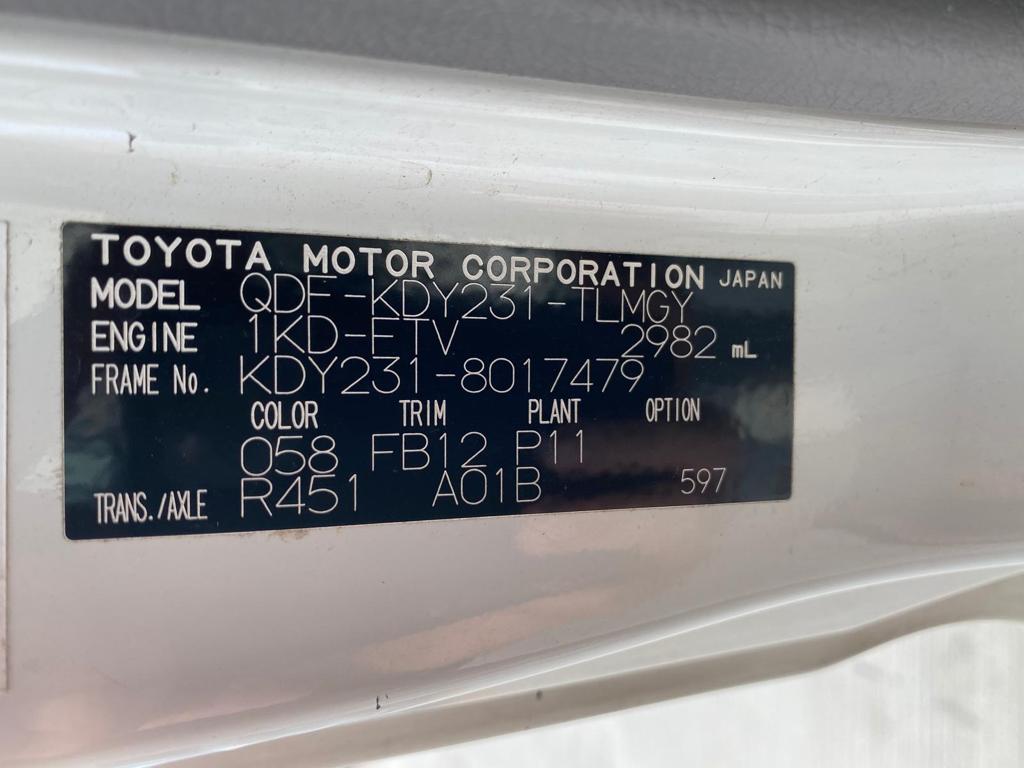 TOYOTA MOTOR CORPORATION JAPAN
MODEL QDF-KDY231-TLMGY
ENGINE 1KD-FTV 2982 mL
FRAME No. KDY231-8017479
COLOR TRIM PLANT OPTION
058 FB12 P11
TRANS./AXLE R451 A01B 597